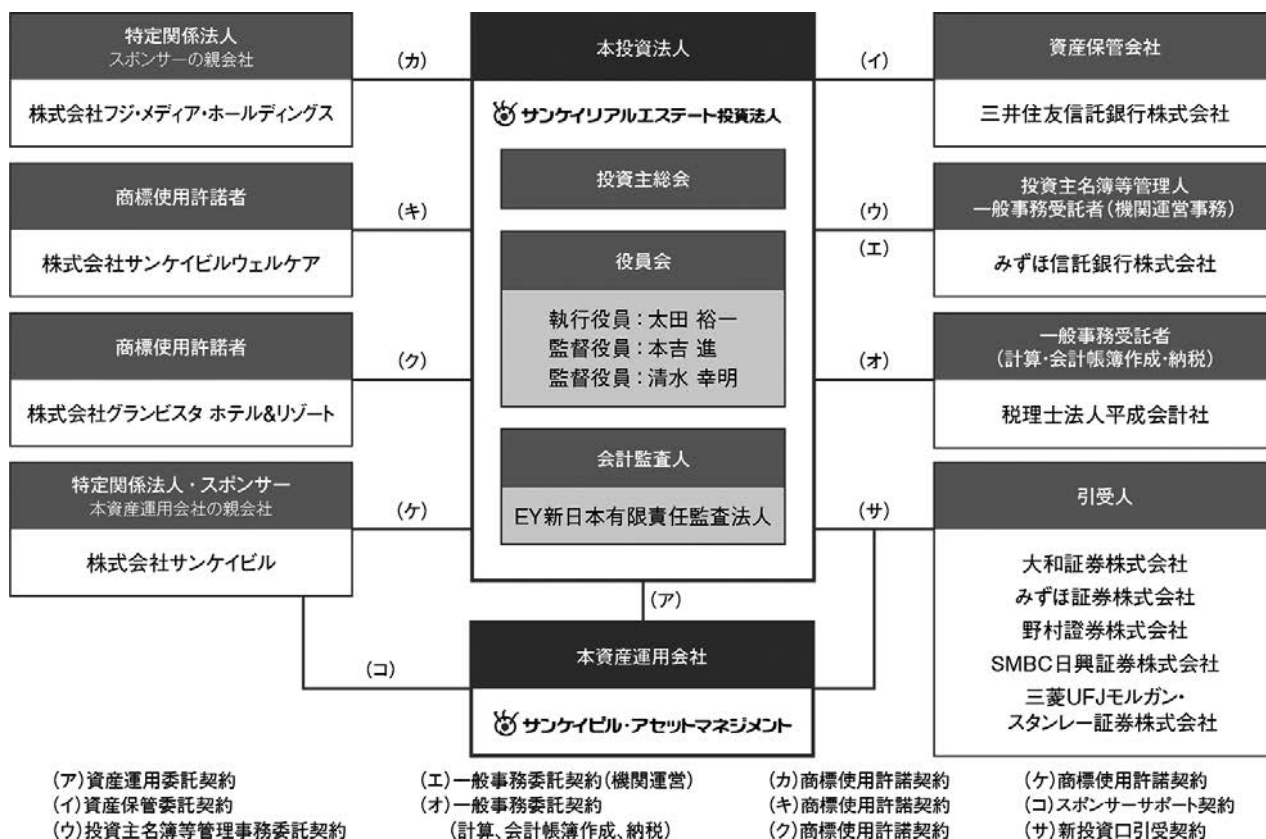 特定関係法人
スポンサーの親会社
株式会社フジ・メディア・ホールディングス
(カ)
商標使用許諾者
株式会社サンケイビルウェルケア
(キ)
商標使用許諾者
株式会社グランビスタ ホテル&リゾート
(ク)
特定関係法人・スポンサー
本資産運用会社の親会社
株式会社サンケイビル
(ケ)
(コ)
本投資法人
サンケイリアルエステート投資法人
投資主総会
役員会
執行役員:太田 裕一
監督役員:本吉 進
監督役員:清水 幸明
会計監査人
EY新日本有限責任監査法人
(ア)
本資産運用会社
サンケイビル・アセットマネジメント
(イ)
資産保管会社
三井住友信託銀行株式会社
(ウ)
(エ)
投資主名簿等管理人
一般事務受託者(機関運営事務)
みずほ信託銀行株式会社
(オ)
一般事務受託者
(計算・会計帳簿作成・納税)
税理士法人平成会計社
(サ)
引受人
大和証券株式会社
みずほ証券株式会社
野村證券株式会社
SMBC日興証券株式会社
三菱UFJモルガン・
スタンレー証券株式会社
(ア)資産運用委託契約
(イ)資産保管委託契約
(ウ)投資主名簿等管理事務委託契約
(エ)一般事務委託契約(機関運営)
(オ)一般事務委託契約
(計算、会計帳簿作成、納税)
(カ)商標使用許諾契約
(キ)商標使用許諾契約
(ク)商標使用許諾契約
(ケ)商標使用許諾契約
(コ)スポンサーサポート契約
(サ)新投資口引受契約